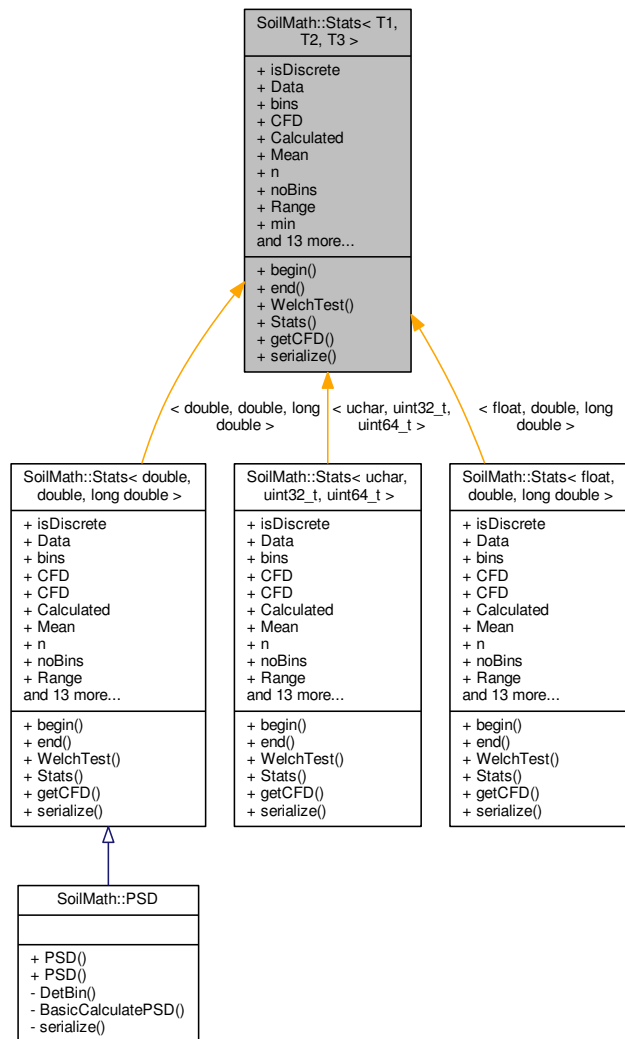 SoilMath::Stats< T1,
T2, T3 >
+ isDiscrete
+ Data
+ bins
+ CFD
+ Calculated
+ Mean
+ n
+ noBins
+ Range
+ min
and 13 more...
+ begin()
+ end()
+ WelchTest()
+ Stats()
+ getCFD()
+ serialize()
< double, double, long
double >
< uchar, uint32_t,
uint64_t >
< float, double, long
double >
SoilMath::Stats< double,
double, long double >
+ isDiscrete
+ Data
+ bins
+ CFD
+ CFD
+ Calculated
+ Mean
+ n
+ noBins
+ Range
and 13 more...
+ begin()
+ end()
+ WelchTest()
+ Stats()
+ getCFD()
+ serialize()
SoilMath::Stats< uchar,
uint32_t, uint64_t >
+ isDiscrete
+ Data
+ bins
+ CFD
+ CFD
+ Calculated
+ Mean
+ n
+ noBins
+ Range
and 13 more...
+ begin()
+ end()
+ WelchTest()
+ Stats()
+ getCFD()
+ serialize()
SoilMath::Stats< float,
double, long double >
+ isDiscrete
+ Data
+ bins
+ CFD
+ CFD
+ Calculated
+ Mean
+ n
+ noBins
+ Range
and 13 more...
+ begin()
+ end()
+ WelchTest()
+ Stats()
+ getCFD()
+ serialize()
SoilMath::PSD
+ PSD()
+ PSD()
- DetBin()
- BasicCalculatePSD()
- serialize()